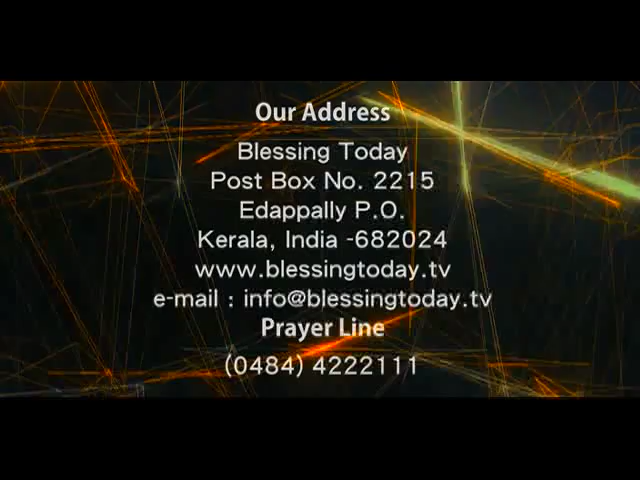 Our Address
Blessing Today
Post Box No. 2215
Edappally P.O.
Kerala, India -682024
www.blessingtoday.tv
e-mail : info@blessingtoday.tv
Prayer Line
(0484) 4222111